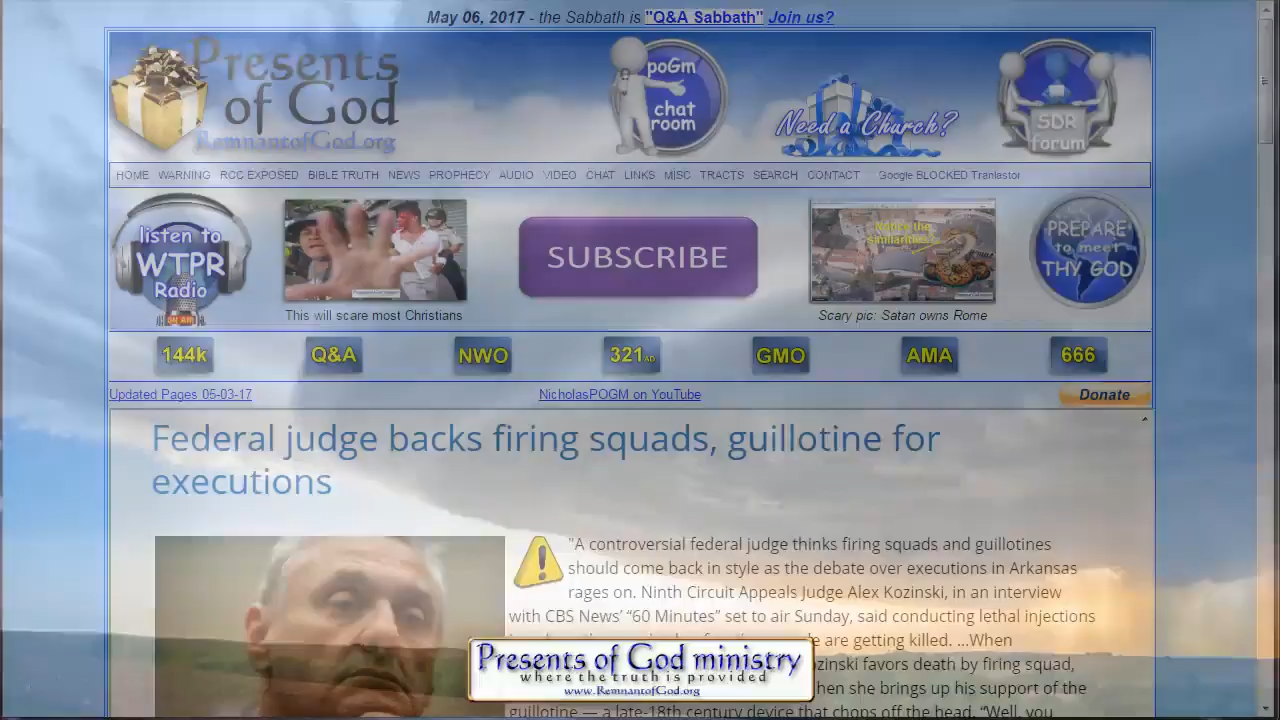 May 06, 2017 - the Sabbath is "Q&A Sabbath" Join us?
Presents of God
RemnantofGod.org
poGm chat room
Need a Church?
SDR forum
HOME WARNING RCC EXPOSED BIBLE TRUTH NEWS PROPHECY AUDIO VIDEO CHAT LINKS MISC TRACTS SEARCH CONTACT Google BLOCKED Tranlastor
listen to WTPR Radio
This will scare most Christians
SUBSCRIBE
Notice the similarities
Scary pic: Satan owns Rome
PREPARE to meet THY GOD
144k Q&A NWO 321 AD GMO AMA 666
Updated Pages 05-03-17 NicholasPOGM on YouTube Donate
Federal judge backs firing squads, guillotine for
executions
"A controversial federal judge thinks firing squads and guillotines
should come back in style as the debate over executions in Arkansas
rages on. Ninth Circuit Appeals Judge Alex Kozinski, in an interview
with CBS News' "60 Minutes" set to air Sunday, said conducting lethal injections
are getting killed. ...When
ozinski favors death by firing squad,
hen she brings up his support of the
guillotine — a late-18th century device that chops off the head. "Well, you
Presents of God ministry
where the truth is provided
www.RemnantofGod.org